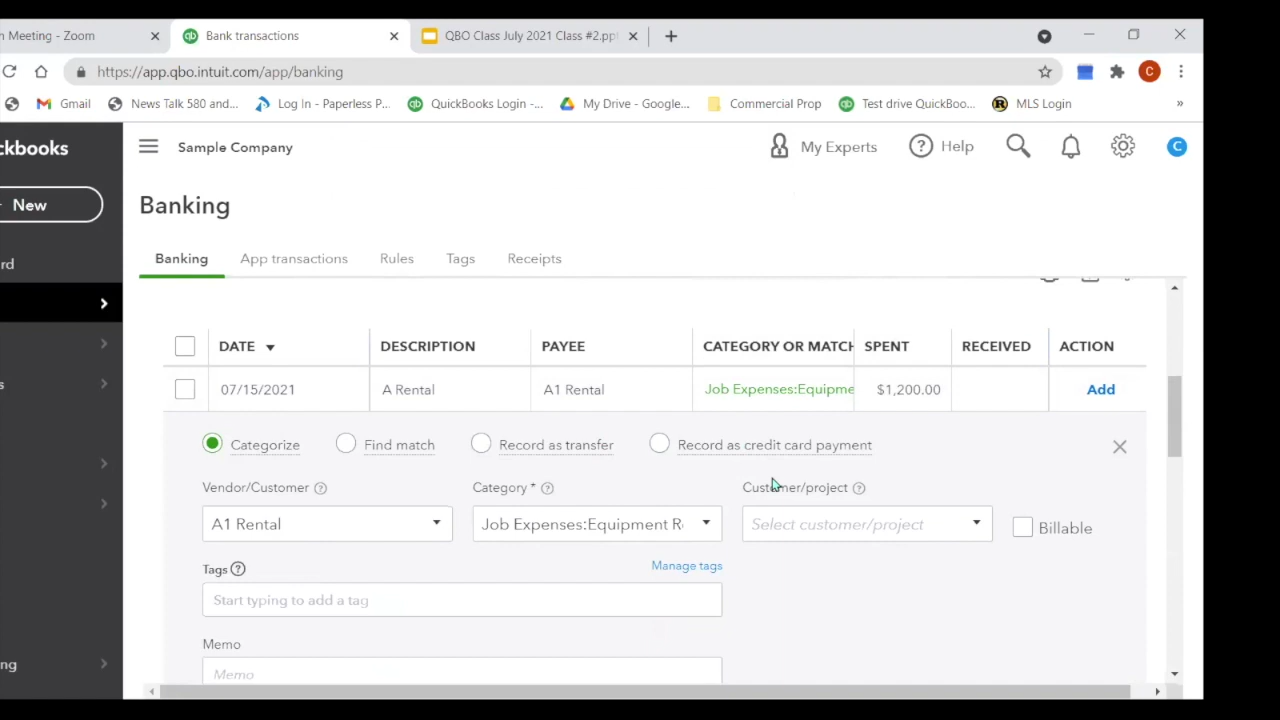 n Meeting - Zoom
Bank transactions
QBO Class July 2021 Class #2.ppt
https://app.qbo.intuit.com/app/banking
C
Gmail
News Talk 580 and...
Log In - Paperless P...
QuickBooks Login -...
My Drive - Google...
Commercial Prop
Test drive QuickBoo...
MLS Login
»
ckbooks
Sample Company
My Experts
Help
C
New
Banking
rd
Banking
App transactions
Rules
Tags
Receipts
DATE
DESCRIPTION
PAYEE
CATEGORY OR MATCH
SPENT
RECEIVED
ACTION
07/15/2021
A Rental
A1 Rental
Job Expenses:Equipme
$1,200.00
Add
s
Categorize
Find match
Record as transfer
Record as credit card payment
Vendor/Customer
Category *
Customer/project
A1 Rental
Job Expenses:Equipment R
Select customer/project
Billable
Tags
Manage tags
Start typing to add a tag
Memo
ng
Memo